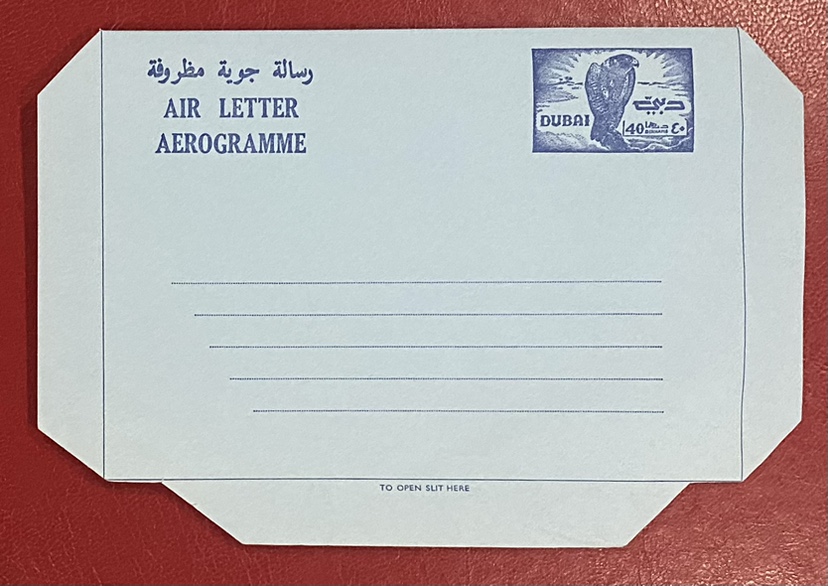 رسالة جوية مظروفة
AIR LETTER
AEROGRAMME
دبي
DUBAI
40 ٤٠
TO OPEN SLIT HERE